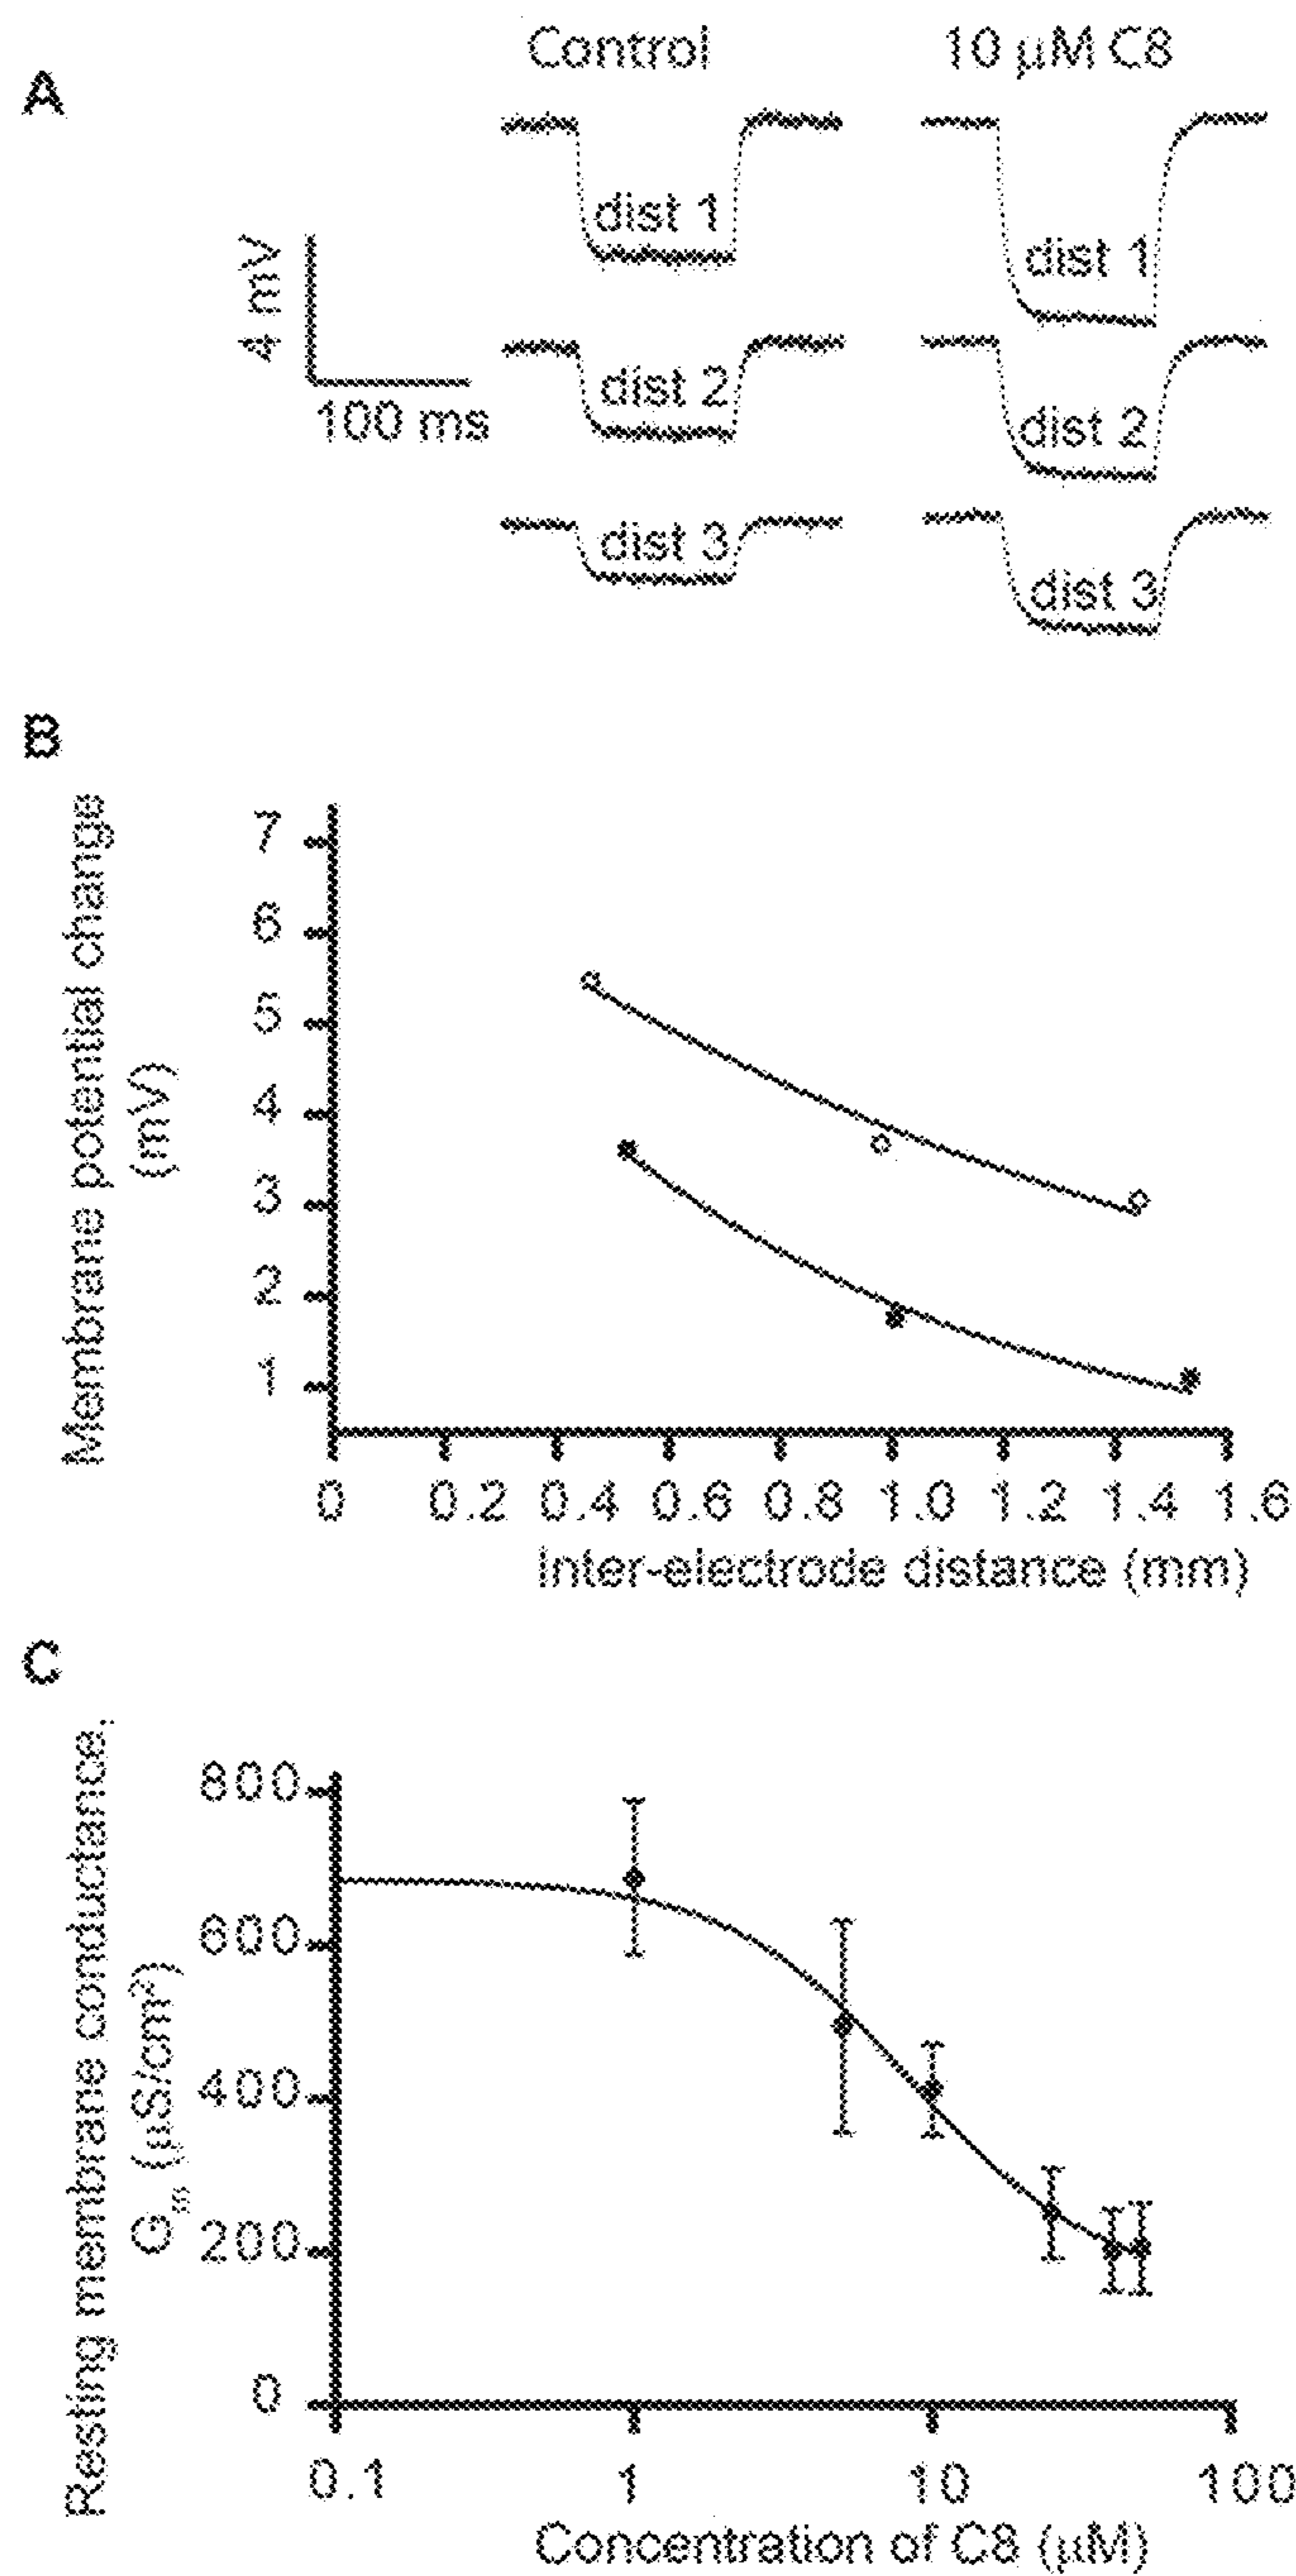 A
Control
10 µM C8
dist 1
dist 1
4 mV
100 ms
dist 2
dist 2
dist 3
dist 3
B
Membrane potential change
(mV)
7
6
5
4
3
2
1
0 0.2 0.4 0.6 0.8 1.0 1.2 1.4 1.6
Inter-electrode distance (mm)
C
Resting membrane conductance,
Gm (µS/cm²)
800
600
400
200
0
0.1 1 10 100
Concentration of C8 (µM)